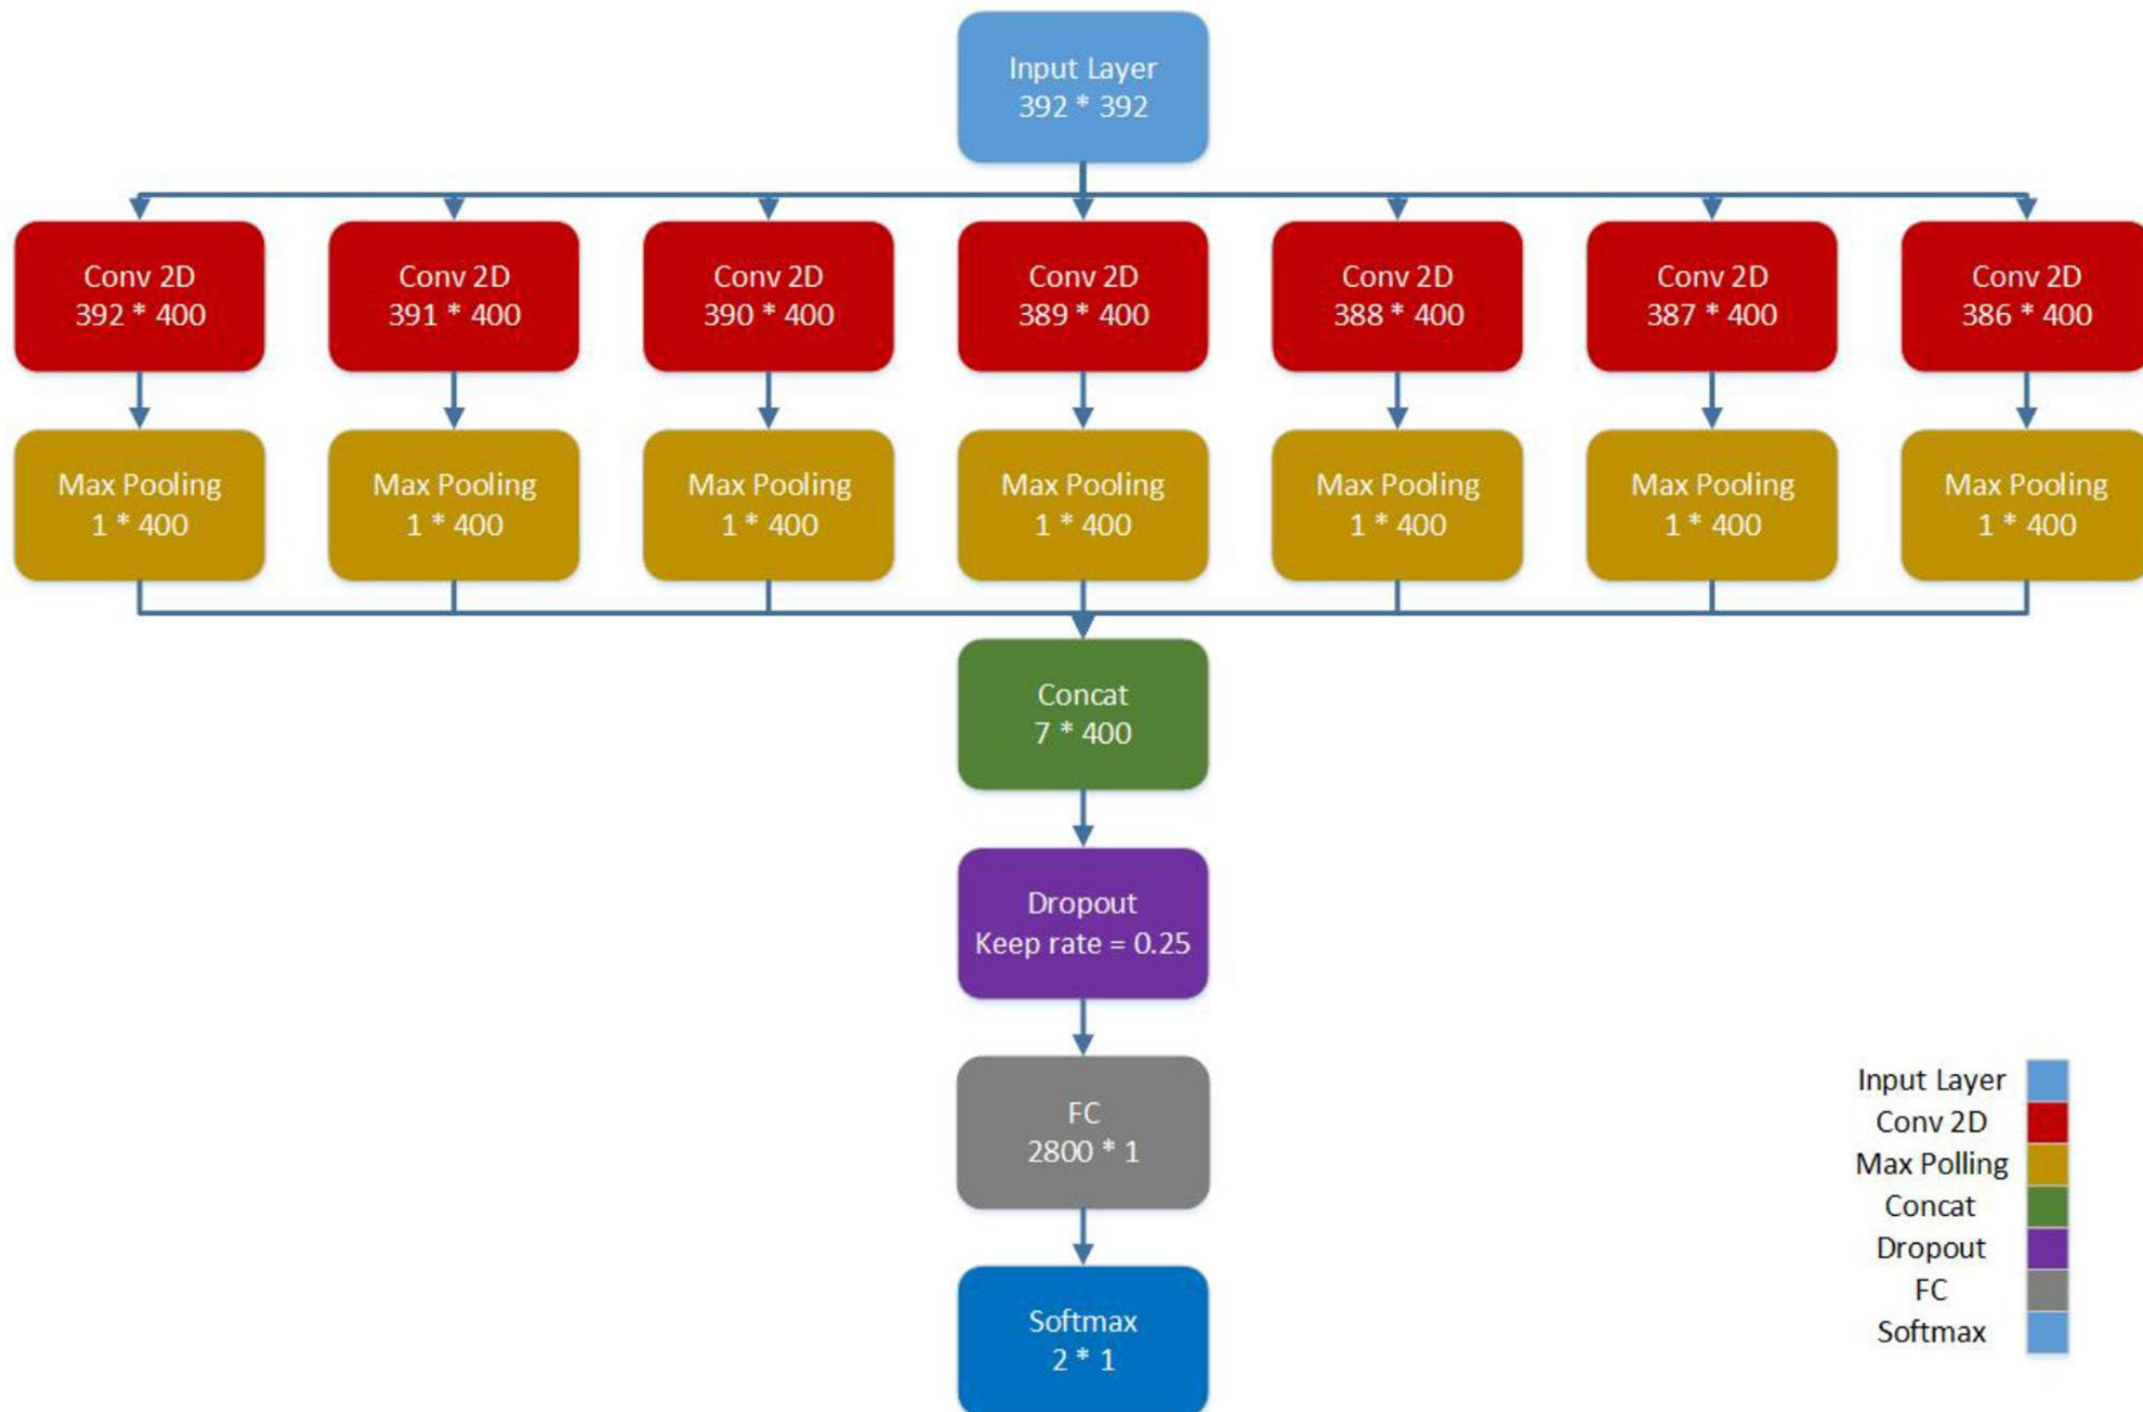 Input Layer
392 * 392
Conv 2D
392 * 400
Conv 2D
391 * 400
Conv 2D
390 * 400
Conv 2D
389 * 400
Conv 2D
388 * 400
Conv 2D
387 * 400
Conv 2D
386 * 400
Max Pooling
1 * 400
Max Pooling
1 * 400
Max Pooling
1 * 400
Max Pooling
1 * 400
Max Pooling
1 * 400
Max Pooling
1 * 400
Max Pooling
1 * 400
Concat
7 * 400
Dropout
Keep rate = 0.25
FC
2800 * 1
Softmax
2 * 1
Input Layer
Conv 2D
Max Polling
Concat
Dropout
FC
Softmax